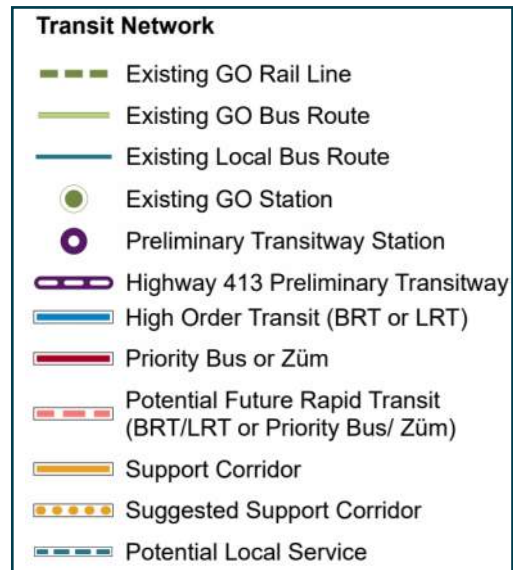 Transit Network
Existing GO Rail Line
Existing GO Bus Route
Existing Local Bus Route
Existing GO Station
Preliminary Transitway Station
Highway 413 Preliminary Transitway
High Order Transit (BRT or LRT)
Priority Bus or Züm
Potential Future Rapid Transit
(BRT/LRT or Priority Bus/ Züm)
Support Corridor
Suggested Support Corridor
Potential Local Service